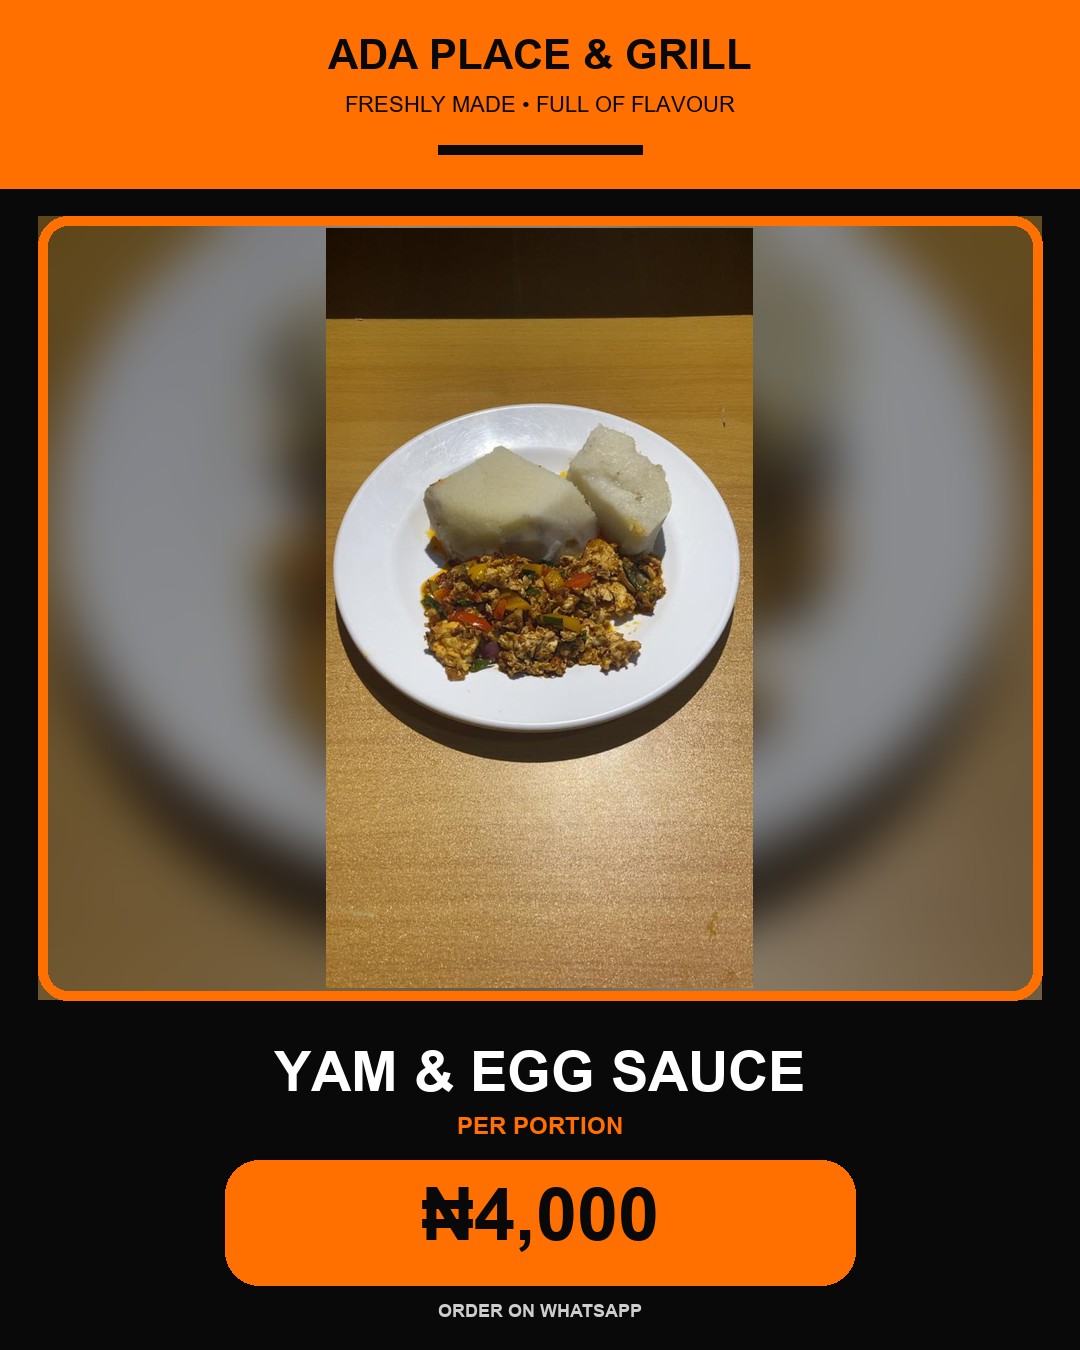 ADA PLACE & GRILL
FRESHLY MADE • FULL OF FLAVOUR
YAM & EGG SAUCE
PER PORTION
₦4,000
ORDER ON WHATSAPP